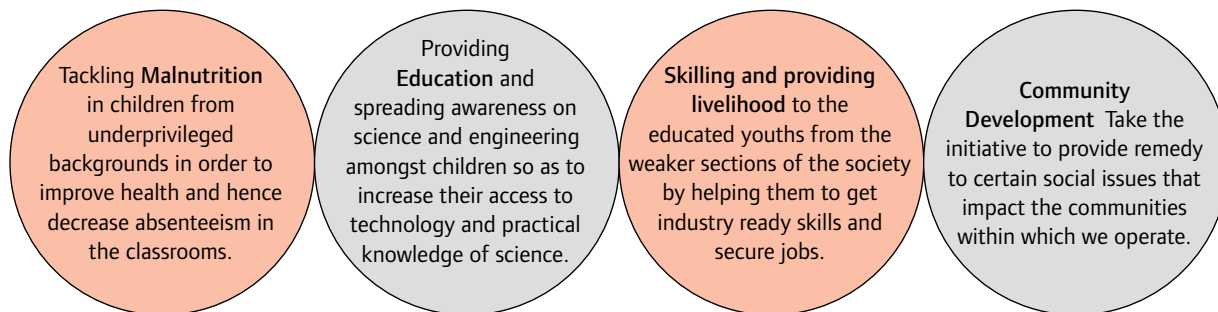 Tackling Malnutrition
in children from
underprivileged
backgrounds in order to
improve health and hence
decrease absenteeism in
the classrooms.
Providing
Education and
spreading awareness on
science and engineering
amongst children so as to
increase their access to
technology and practical
knowledge of science.
Skilling and providing
livelihood to the
educated youths from the
weaker sections of the society
by helping them to get
industry ready skills and
secure jobs.
Community
Development Take the
initiative to provide remedy
to certain social issues that
impact the communities
within which we operate.